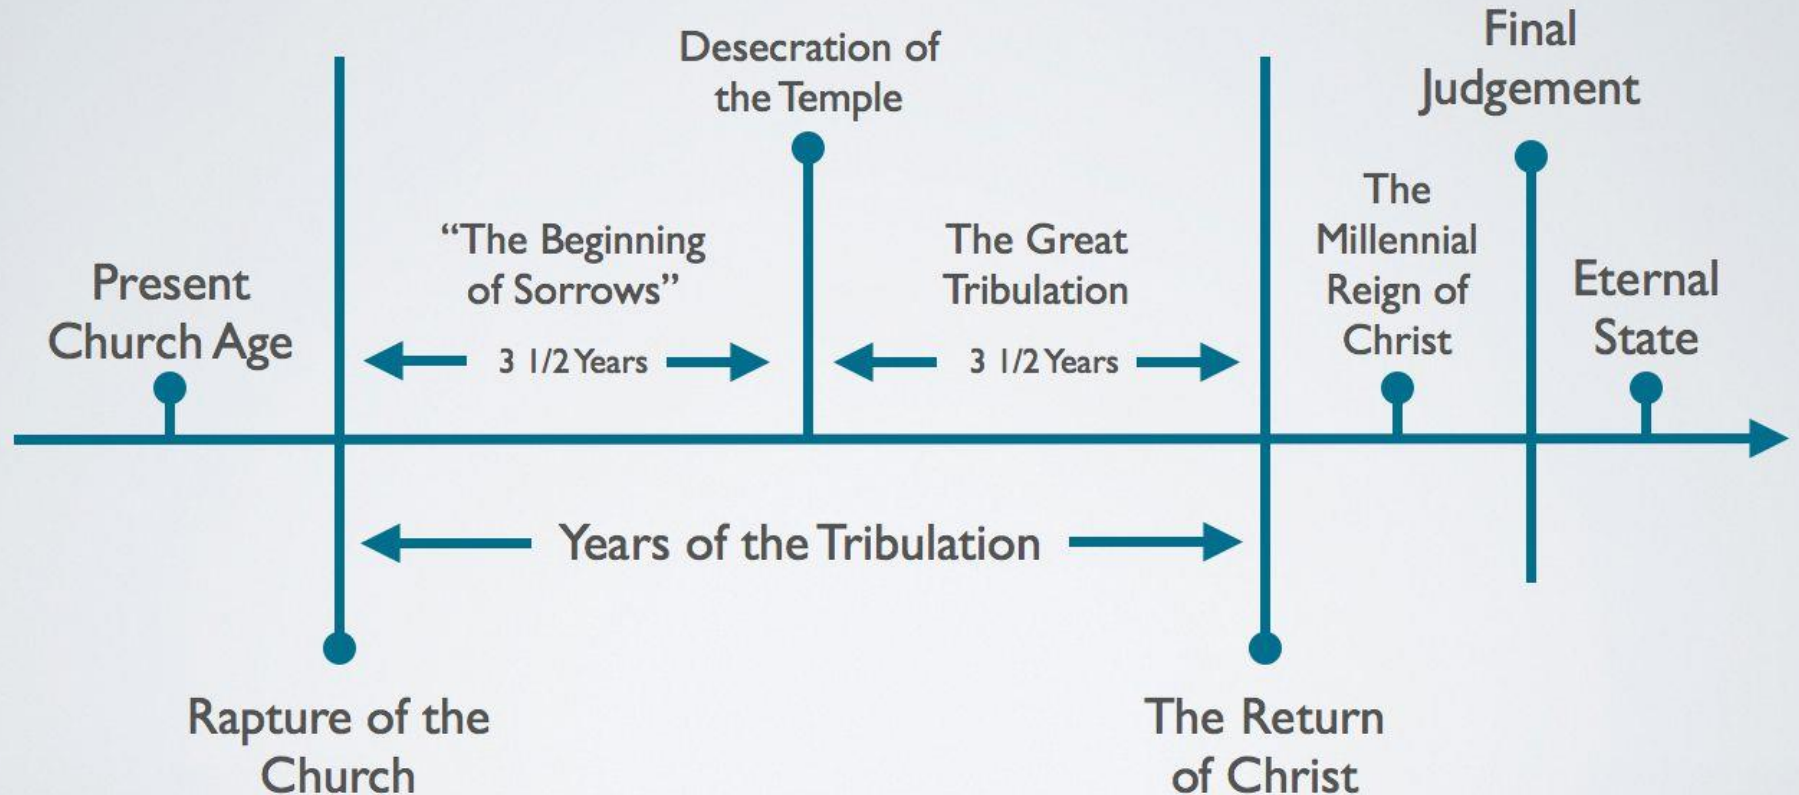 Present
Church Age
Rapture of the
Church
“The Beginning
of Sorrows”
3 1/2 Years
Desecration of
the Temple
The Great
Tribulation
3 1/2 Years
Years of the Tribulation
The Return
of Christ
The
Millennial
Reign of
Christ
Final
Judgement
Eternal
State